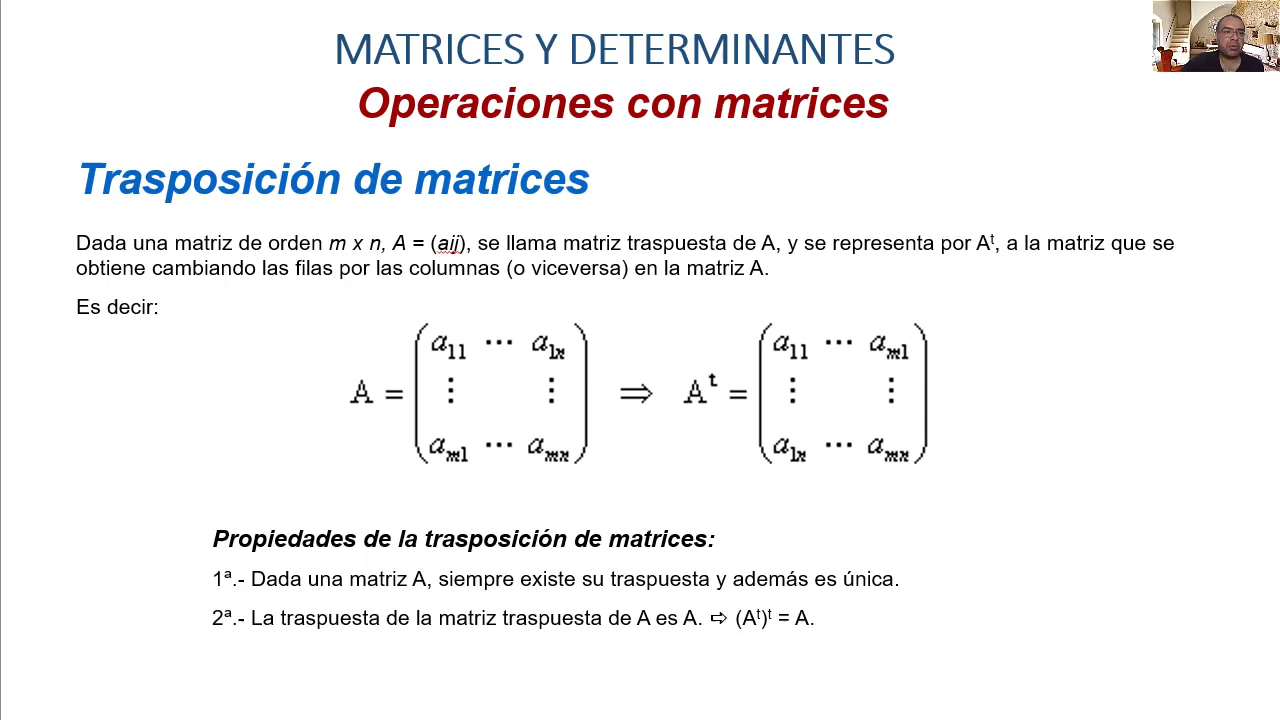 MATRICES Y DETERMINANTES
Operaciones con matrices
Trasposición de matrices
Dada una matriz de orden m x n, A = (aij), se llama matriz traspuesta de A, y se representa por Aᵗ, a la matriz que se
obtiene cambiando las filas por las columnas (o viceversa) en la matriz A.
Es decir:
a₁₁ ⋯ a₁ₙ a₁₁ ⋯ aₘ₁
A = ⋮ ⋮ ⇒ Aᵗ = ⋮ ⋮
aₘ₁ ⋯ aₘₙ a₁ₙ ⋯ aₘₙ
Propiedades de la trasposición de matrices:
1ª.- Dada una matriz A, siempre existe su traspuesta y además es única.
2ª.- La traspuesta de la matriz traspuesta de A es A. ⇨ (Aᵗ)ᵗ = A.